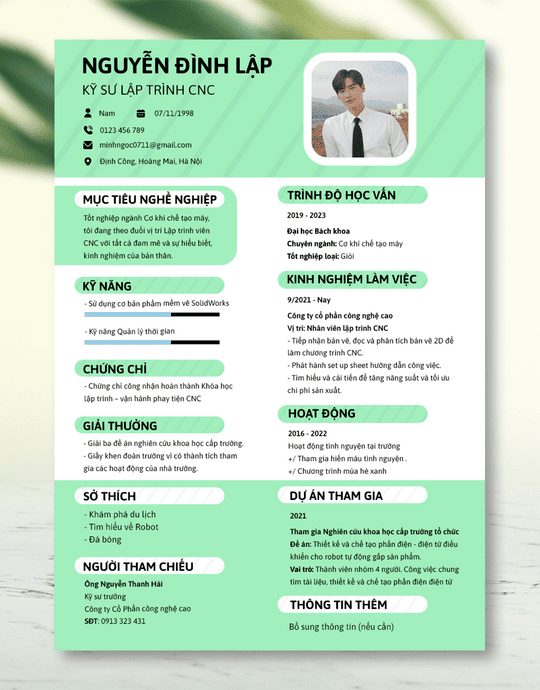 NGUYỄN ĐÌNH LẬP
KỸ SƯ LẬP TRÌNH CNC
Nam
07/11/1998
0123 456 789
minhngoc0711@gmail.com
Định Công, Hoàng Mai, Hà Nội
MỤC TIÊU NGHỀ NGHIỆP
Tốt nghiệp ngành Cơ khí chế tạo máy,
tôi đang theo đuổi vị trí Lập trình viên
CNC với tất cả đam mê và sự hiểu biết,
kinh nghiệm của bản thân.
KỸ NĂNG
- Sử dụng cơ bản phầm mềm vẽ SolidWorks
- Kỹ năng Quản lý thời gian
CHỨNG CHỈ
- Chứng chỉ công nhận hoàn thành Khóa học
lập trình – vận hành phay tiện CNC
GIẢI THƯỞNG
- Giải ba đề án nghiên cứu khoa học cấp trường.
- Giấy khen đoàn trường vì có thành tích tham
gia các hoạt động của nhà trường.
SỞ THÍCH
- Khám phá du lịch
- Tìm hiểu về Robot
- Đá bóng
NGƯỜI THAM CHIẾU
Ông Nguyễn Thanh Hải
Kỹ sư trưởng
Công ty Cổ Phần công nghệ cao
SĐT: 0913 323 431
TRÌNH ĐỘ HỌC VẤN
2019 - 2023
Đại học Bách khoa
Chuyên ngành: Cơ khí chế tạo máy
Tốt nghiệp loại: Giỏi
KINH NGHIỆM LÀM VIỆC
9/2021 - Nay
Công ty cổ phần công nghệ cao
Vị trí: Nhân viên lập trình CNC
- Tiếp nhận bản vẽ, đọc và phân tích bản vẽ 2D để
làm chương trình CNC.
- Phát hành set up sheet hướng dẫn công việc.
- Tìm hiểu và cải tiến để tăng năng suất và tối ưu
chi phí sản xuất.
HOẠT ĐỘNG
2016 - 2022
Hoạt động tình nguyện tại trường
+/ Tham gia hiến máu tình nguyện .
+/ Chương trình mùa hè xanh
DỰ ÁN THAM GIA
2021
Tham gia Nghiên cứu khoa học cấp trường tổ chức
Đề án: Thiết kế và chế tạo phần điện - điện tử điều
khiển cho robot tự động gắp sản phẩm.
Vai trò: Thành viên nhóm 4 người. Công việc chung
tìm tài liệu, thiết kế và chế tạo phần điện điện tử
THÔNG TIN THÊM
Bổ sung thông tin (nếu cần)